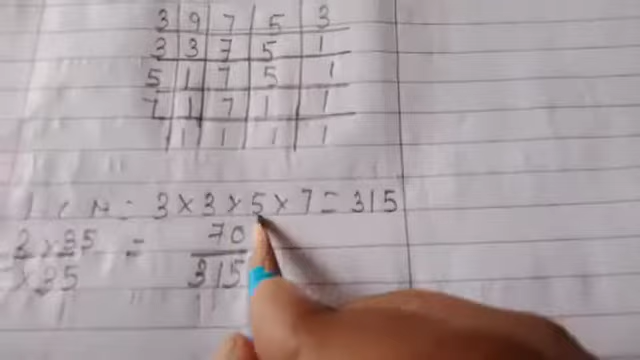 3 9 7 5 3
3 3 7 5 1
5 1 7 5 1
7 1 7 1 1
1 1 1 1
3 × 3 × 5 × 7 = 315
2 × 35 = 70
× 35 315